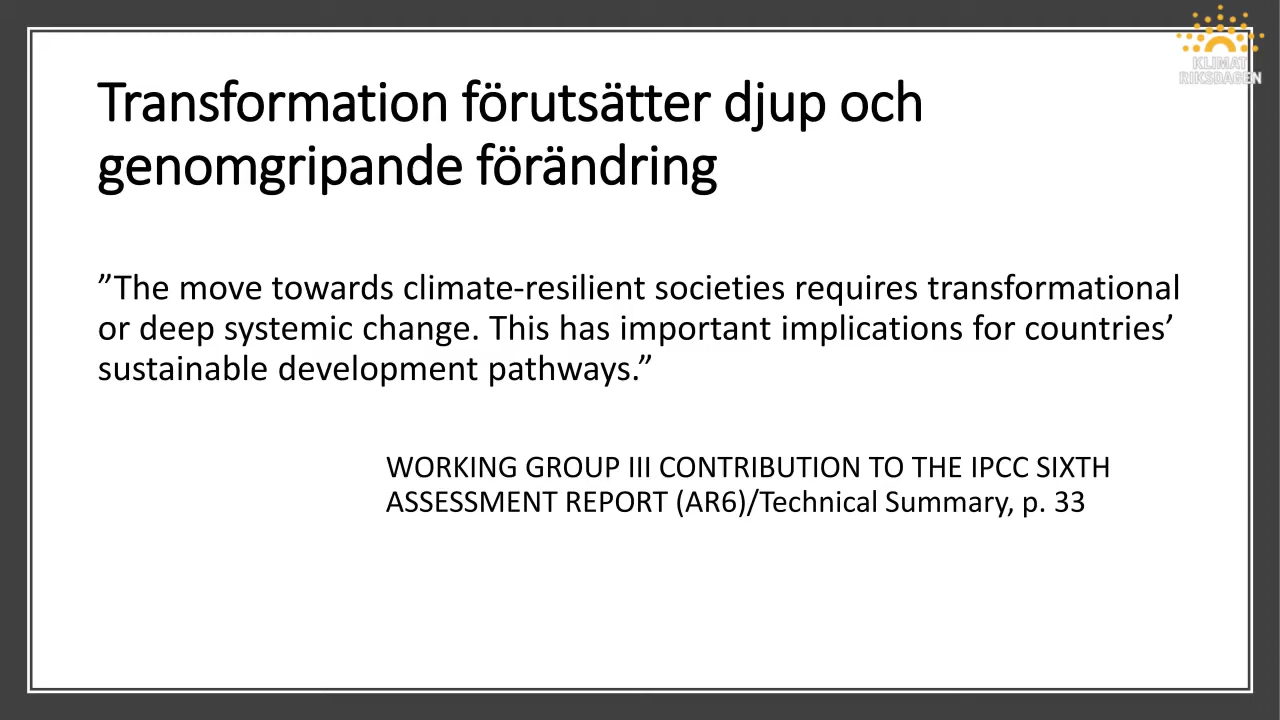 KLIMAT
RIKSDAGEN
Transformation förutsätter djup och
genomgripande förändring
”The move towards climate-resilient societies requires transformational
or deep systemic change. This has important implications for countries’
sustainable development pathways.”
WORKING GROUP III CONTRIBUTION TO THE IPCC SIXTH
ASSESSMENT REPORT (AR6)/Technical Summary, p. 33